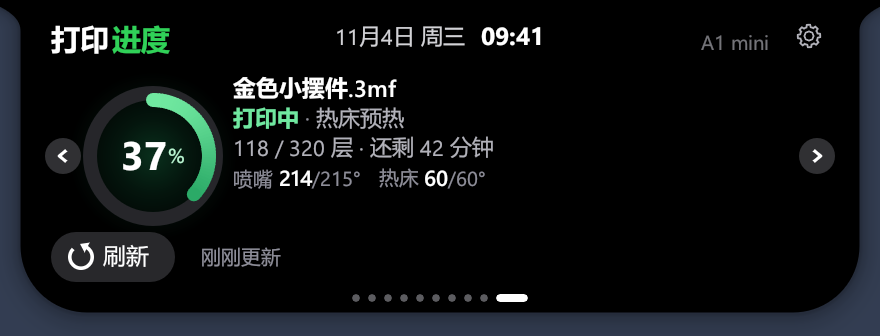 打印进度 11月4日 周三 09:41 A1 mini
金色小摆件.3mf
打印中 · 热床预热
37%
118 / 320 层 · 还剩 42 分钟
喷嘴 214/215° 热床 60/60°
刷新 刚刚更新